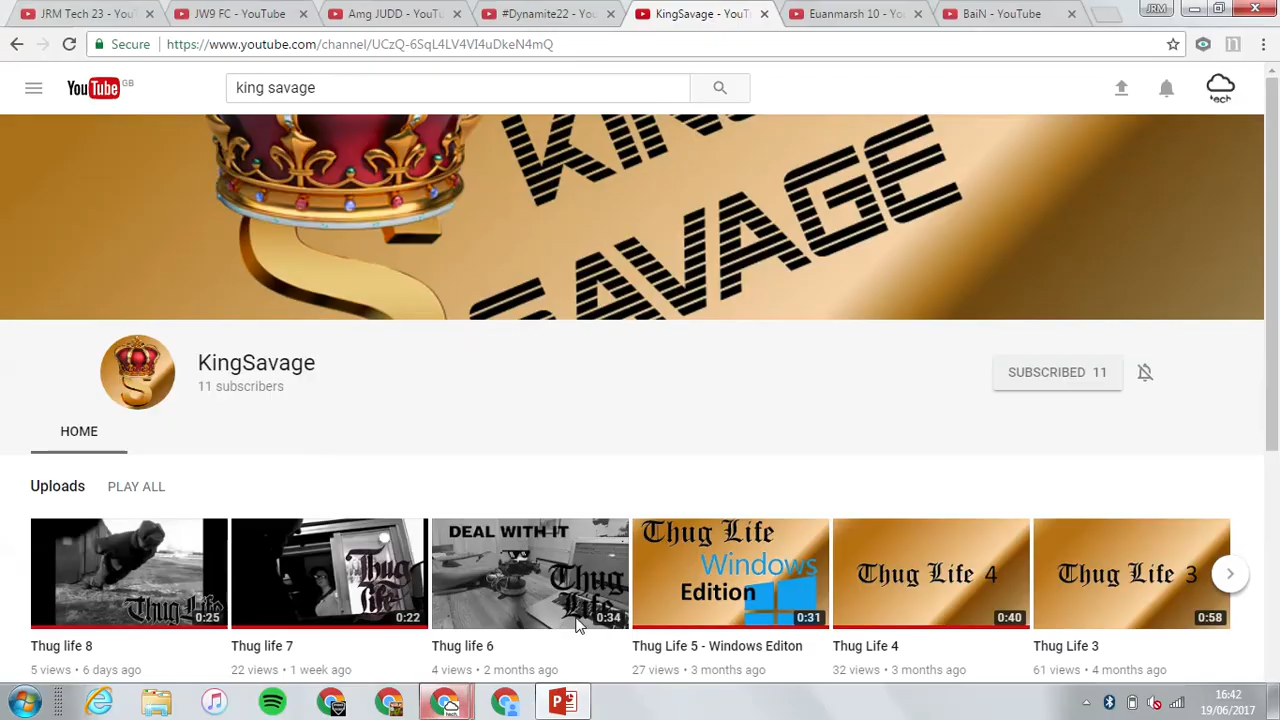 JRM Tech 23 - YouTu
JW9 FC - YouTube
Amg JUDD - YouTu
#Dynamite22 - You
KingSavage - YouT
Euanmarsh 10 - You
BaiN - YouTube
JRM
Secure
https://www.youtube.com/channel/UCzQ-6SqL4LV4VI4uDkeN4mQ
YouTube GB
king savage
tech
KING
SAVAGE
KingSavage
11 subscribers
SUBSCRIBED 11
HOME
Uploads PLAY ALL
Thug Life
0:25
Thug Life
0:22
DEAL WITH IT
Thug Life
0:34
Thug Life
Windows
Edition
0:31
Thug Life 4
0:40
Thug Life 3
0:58
Thug life 8
Thug life 7
Thug life 6
Thug Life 5 - Windows Editon
Thug Life 4
Thug Life 3
5 views • 6 days ago
22 views • 1 week ago
4 views • 2 months ago
27 views • 3 months ago
32 views • 3 months ago
61 views • 4 months ago
16:42
19/06/2017